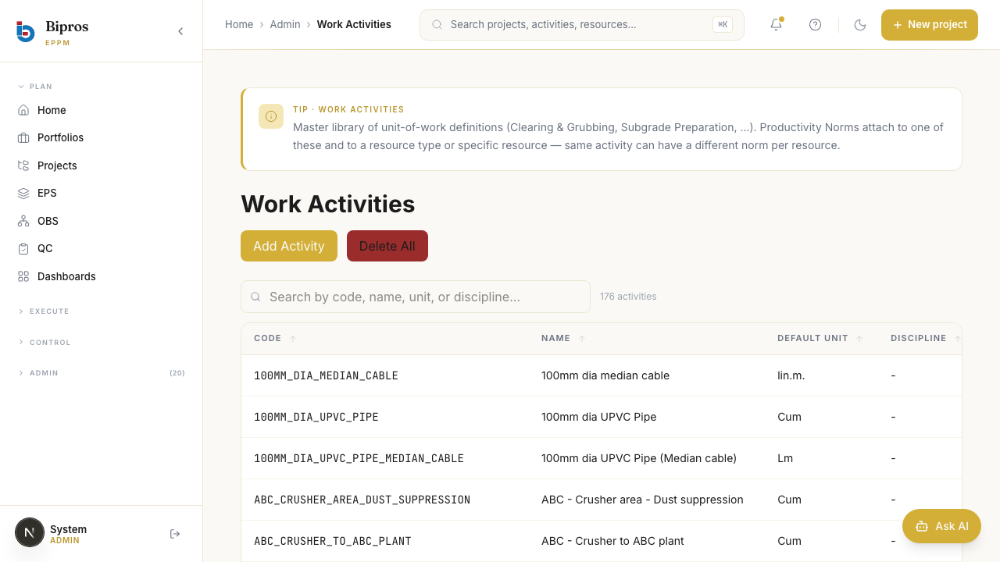 Bipros
EPPM
Home › Admin › Work Activities
Search projects, activities, resources...
⌘K
+ New project
PLAN
Home
Portfolios
Projects
EPS
OBS
QC
Dashboards
EXECUTE
CONTROL
ADMIN (20)
System
ADMIN
TIP · WORK ACTIVITIES
Master library of unit-of-work definitions (Clearing & Grubbing, Subgrade Preparation, ...). Productivity Norms attach to one of
these and to a resource type or specific resource — same activity can have a different norm per resource.
Work Activities
Add Activity Delete All
Search by code, name, unit, or discipline... 176 activities
CODE ↑ NAME ↑ DEFAULT UNIT ↑ DISCIPLINE ↑
100MM_DIA_MEDIAN_CABLE 100mm dia median cable lin.m. -
100MM_DIA_UPVC_PIPE 100mm dia UPVC Pipe Cum -
100MM_DIA_UPVC_PIPE_MEDIAN_CABLE 100mm dia UPVC Pipe (Median cable) Lm -
ABC_CRUSHER_AREA_DUST_SUPPRESSION ABC - Crusher area - Dust suppression Cum -
ABC_CRUSHER_TO_ABC_PLANT ABC - Crusher to ABC plant Cum -
Ask AI